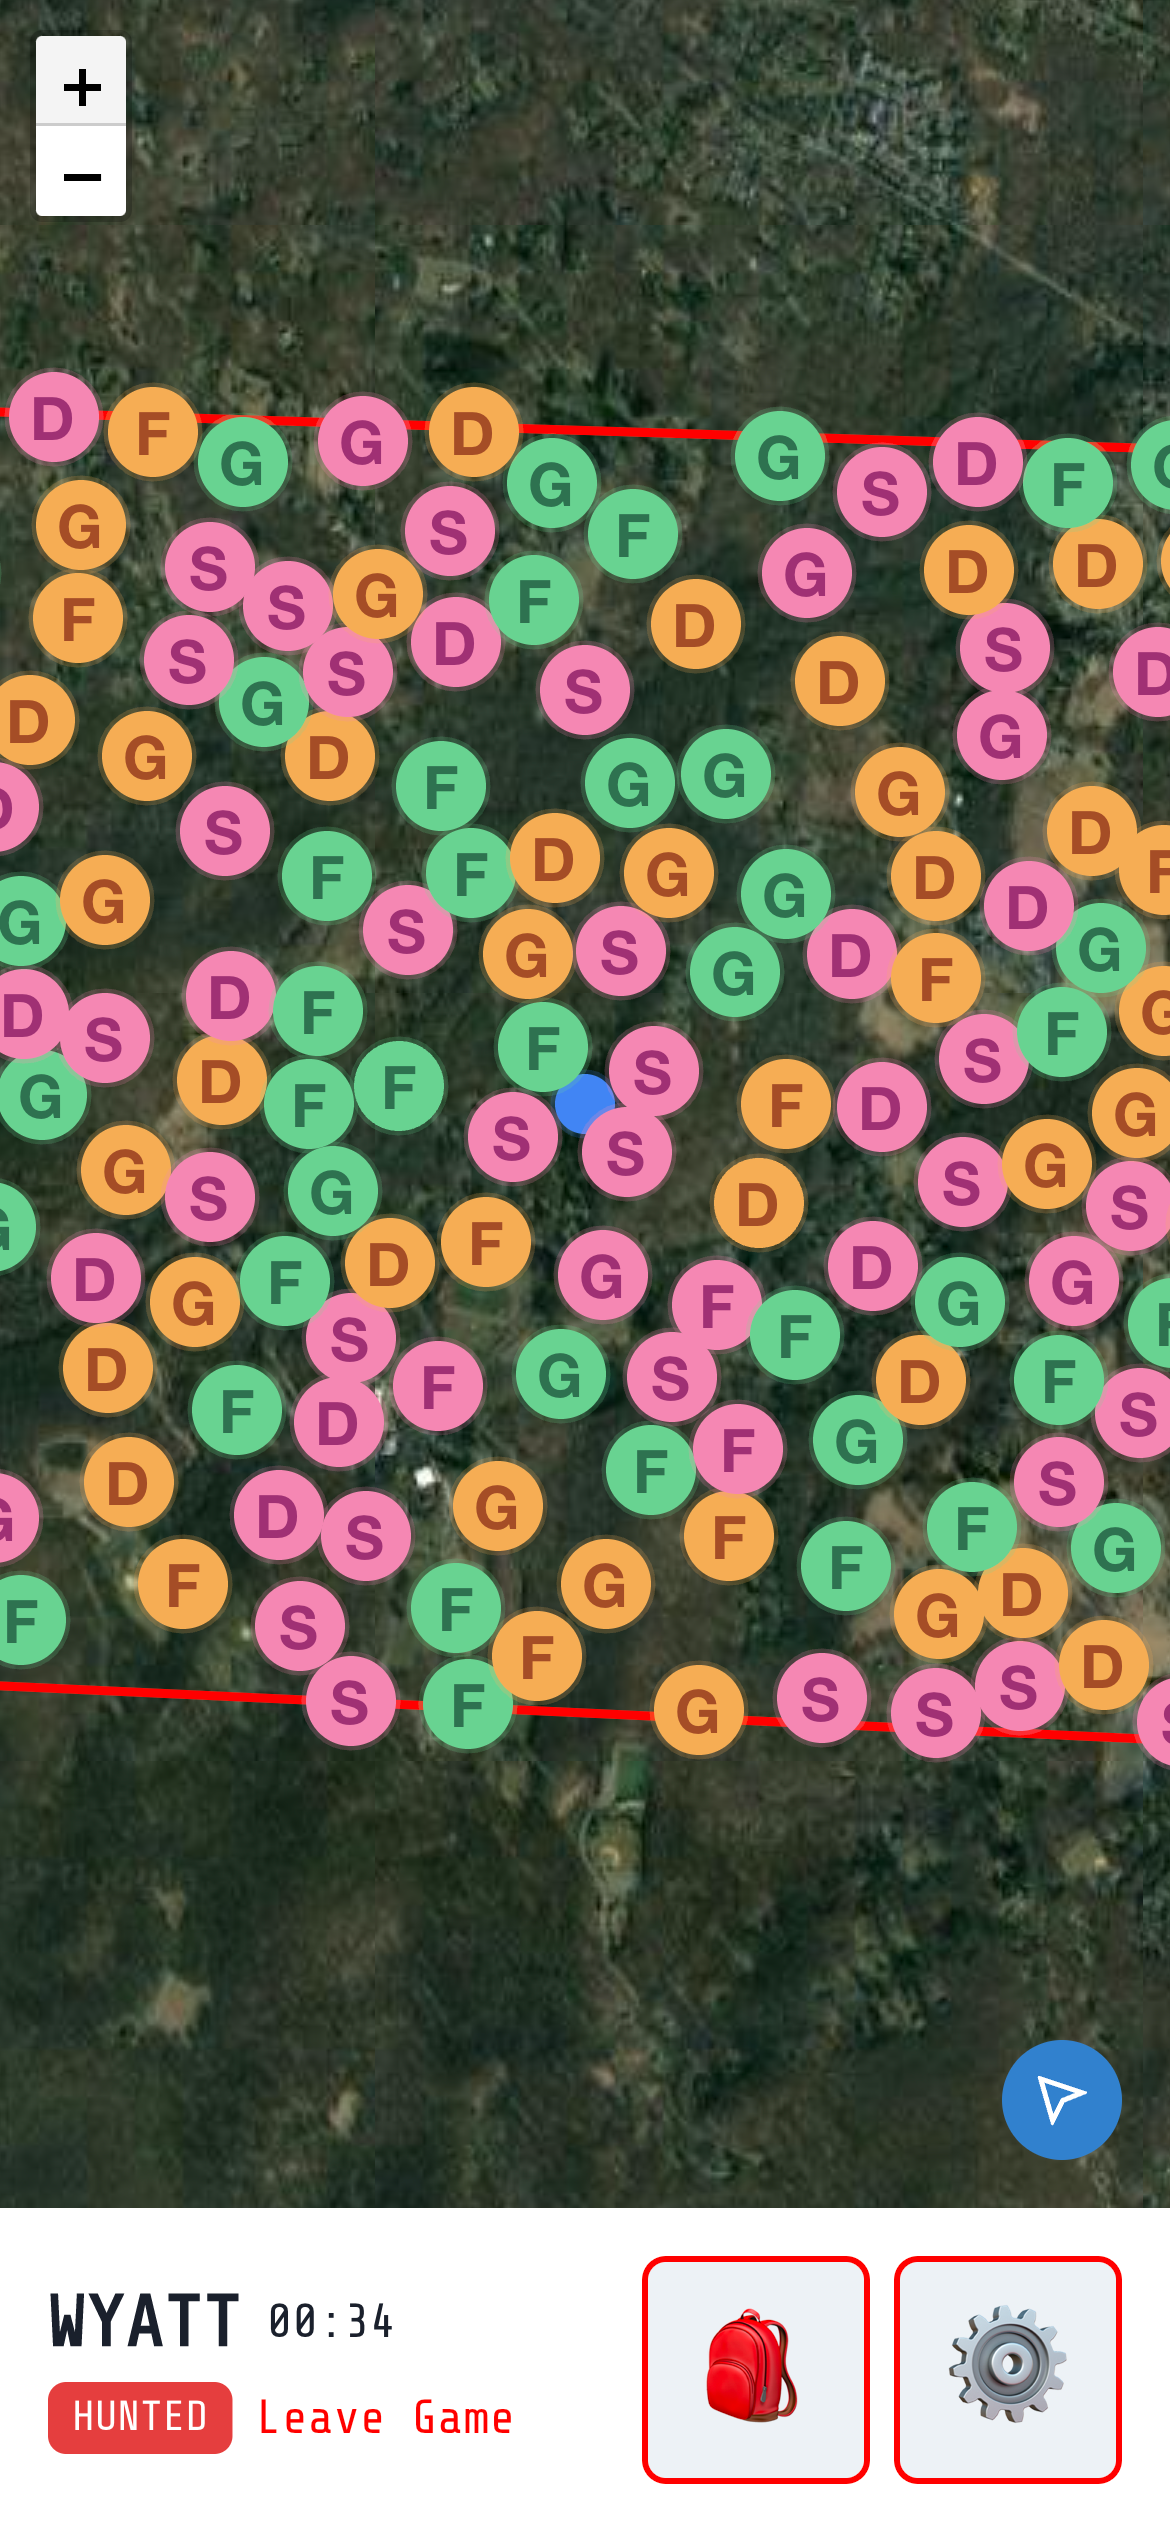 +
−
D F G G D G F G S D F G
G S S G S F D G D D
F S G S D S D S D
D G D F G G D G G D
S F F D G G D D F
G G S G S G D F G
D S D F F S S F G
G D F F S S F D G
G S G D S G S
D G F S D F G F D G G F
D F D F G S F G D F S
D D S G F F F F S G
F F S F F G G D
S F G S S S D S
WYATT 00:34
HUNTED Leave Game